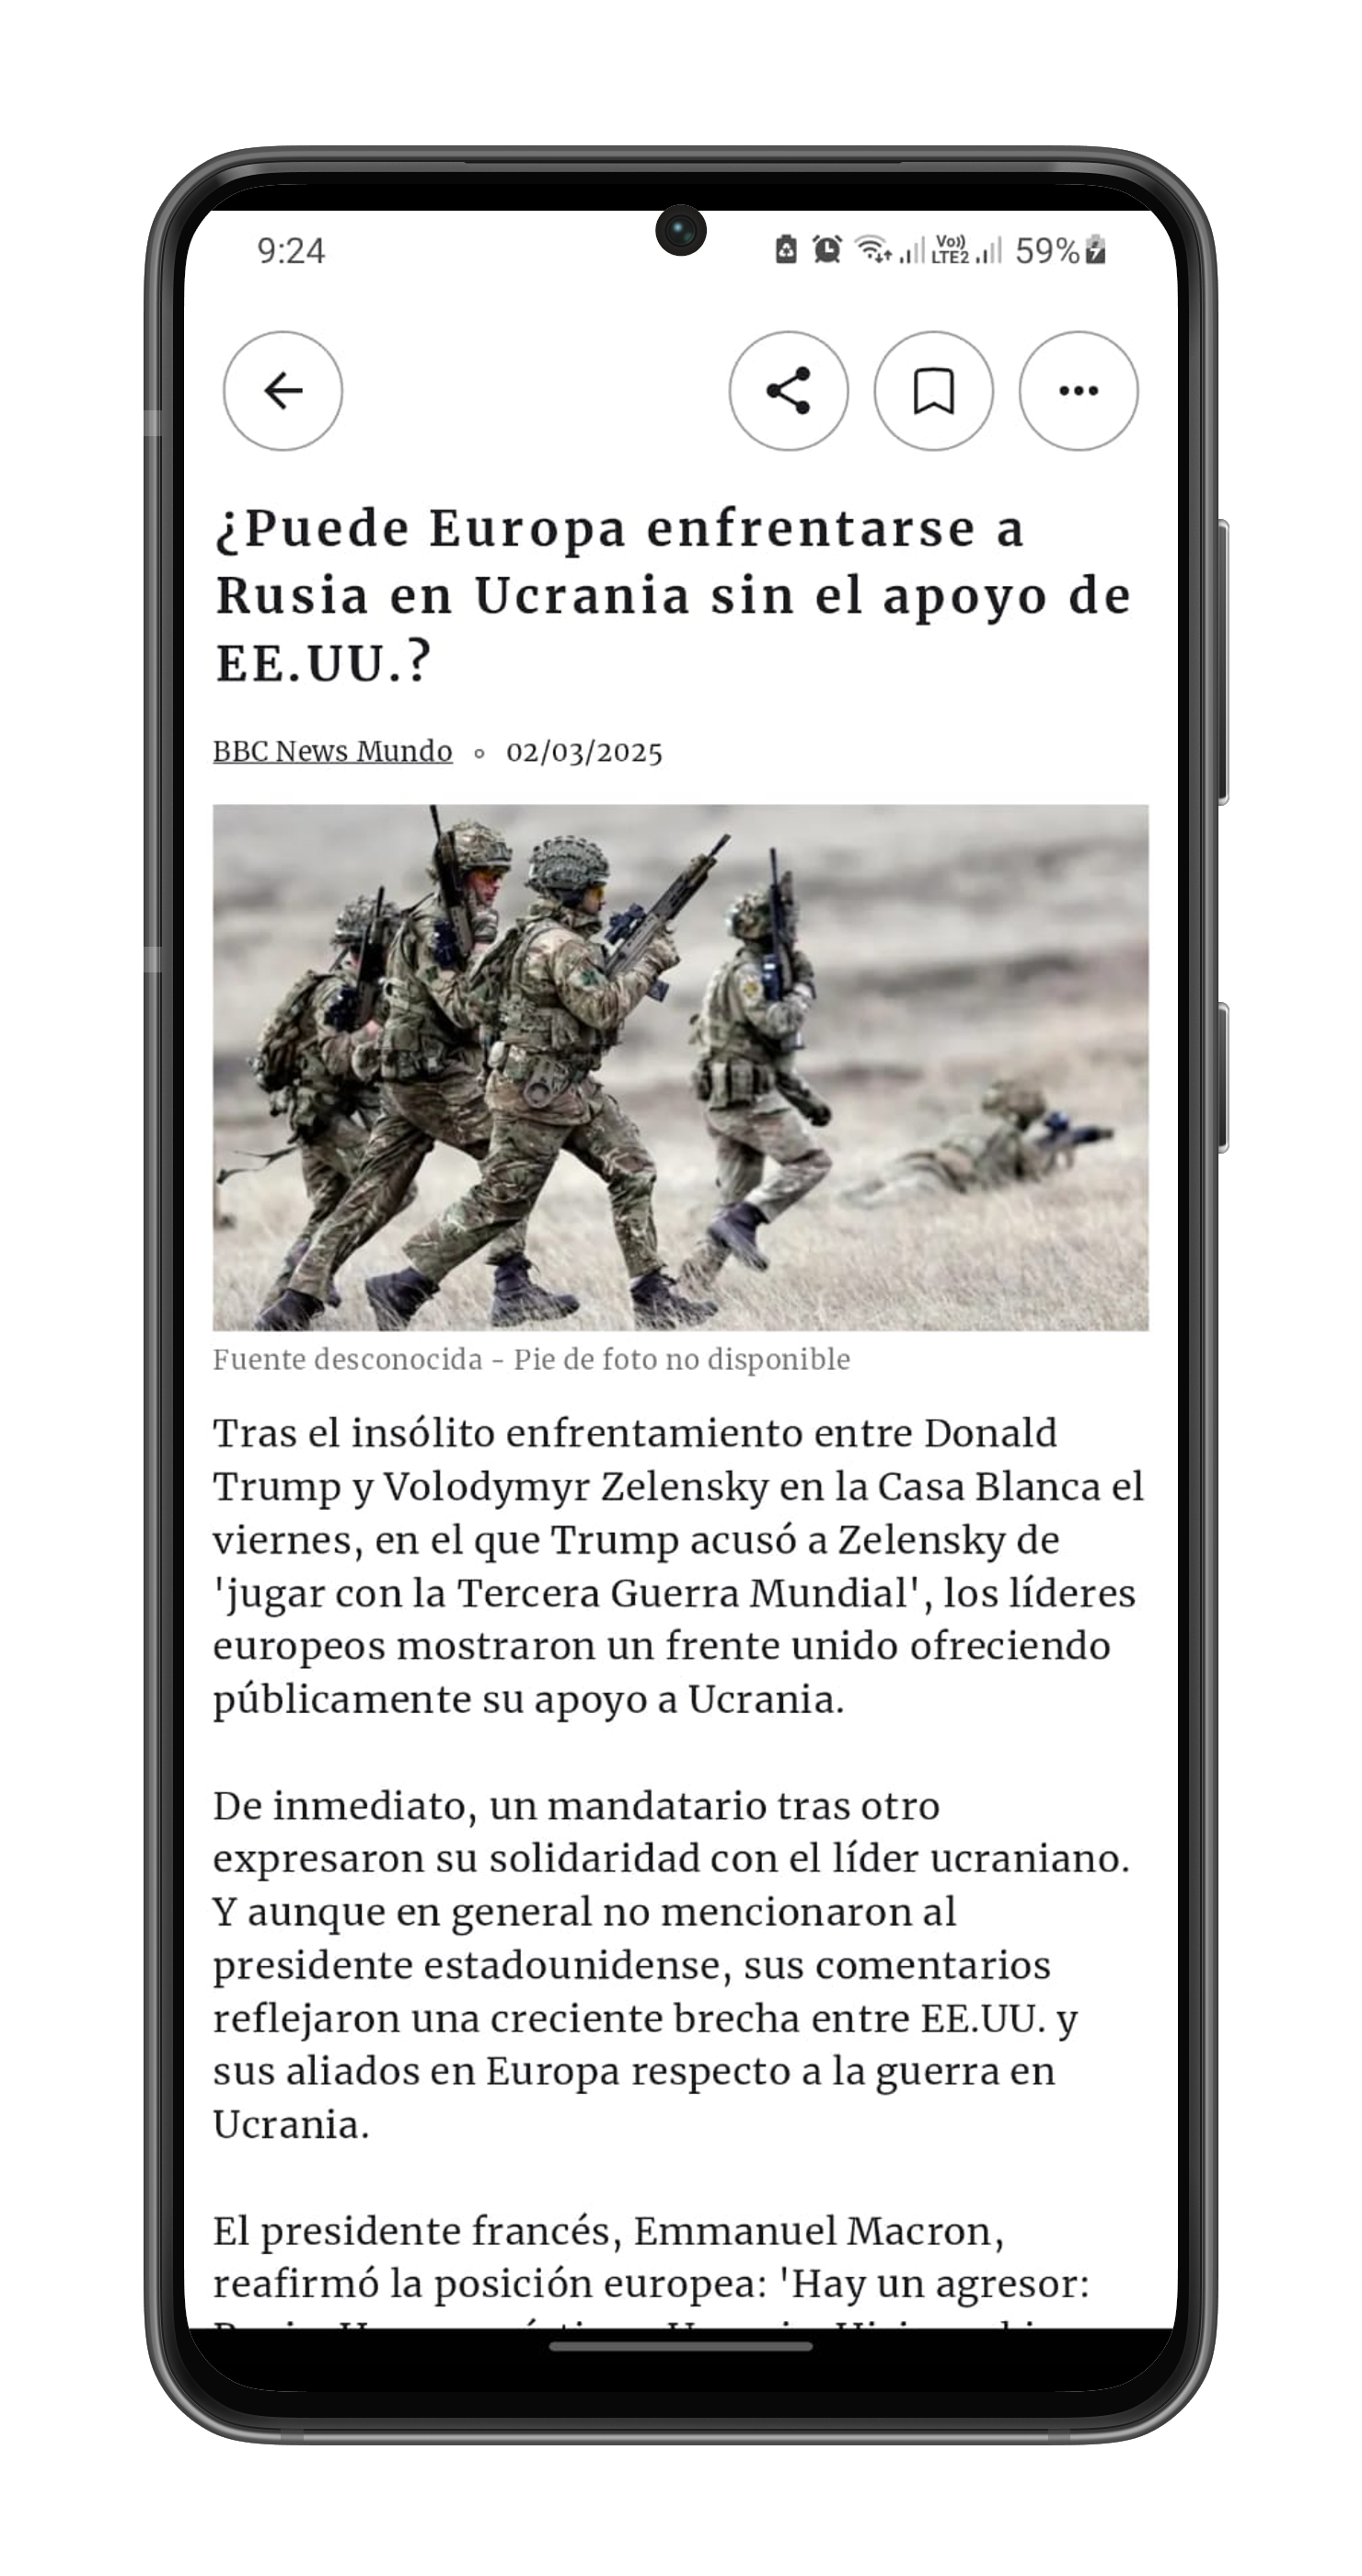 9:24
Vo))
LTE2
59%
¿Puede Europa enfrentarse a
Rusia en Ucrania sin el apoyo de
EE.UU.?
BBC News Mundo ◦ 02/03/2025
Fuente desconocida - Pie de foto no disponible
Tras el insólito enfrentamiento entre Donald
Trump y Volodymyr Zelensky en la Casa Blanca el
viernes, en el que Trump acusó a Zelensky de
'jugar con la Tercera Guerra Mundial', los líderes
europeos mostraron un frente unido ofreciendo
públicamente su apoyo a Ucrania.
De inmediato, un mandatario tras otro
expresaron su solidaridad con el líder ucraniano.
Y aunque en general no mencionaron al
presidente estadounidense, sus comentarios
reflejaron una creciente brecha entre EE.UU. y
sus aliados en Europa respecto a la guerra en
Ucrania.
El presidente francés, Emmanuel Macron,
reafirmó la posición europea: 'Hay un agresor: